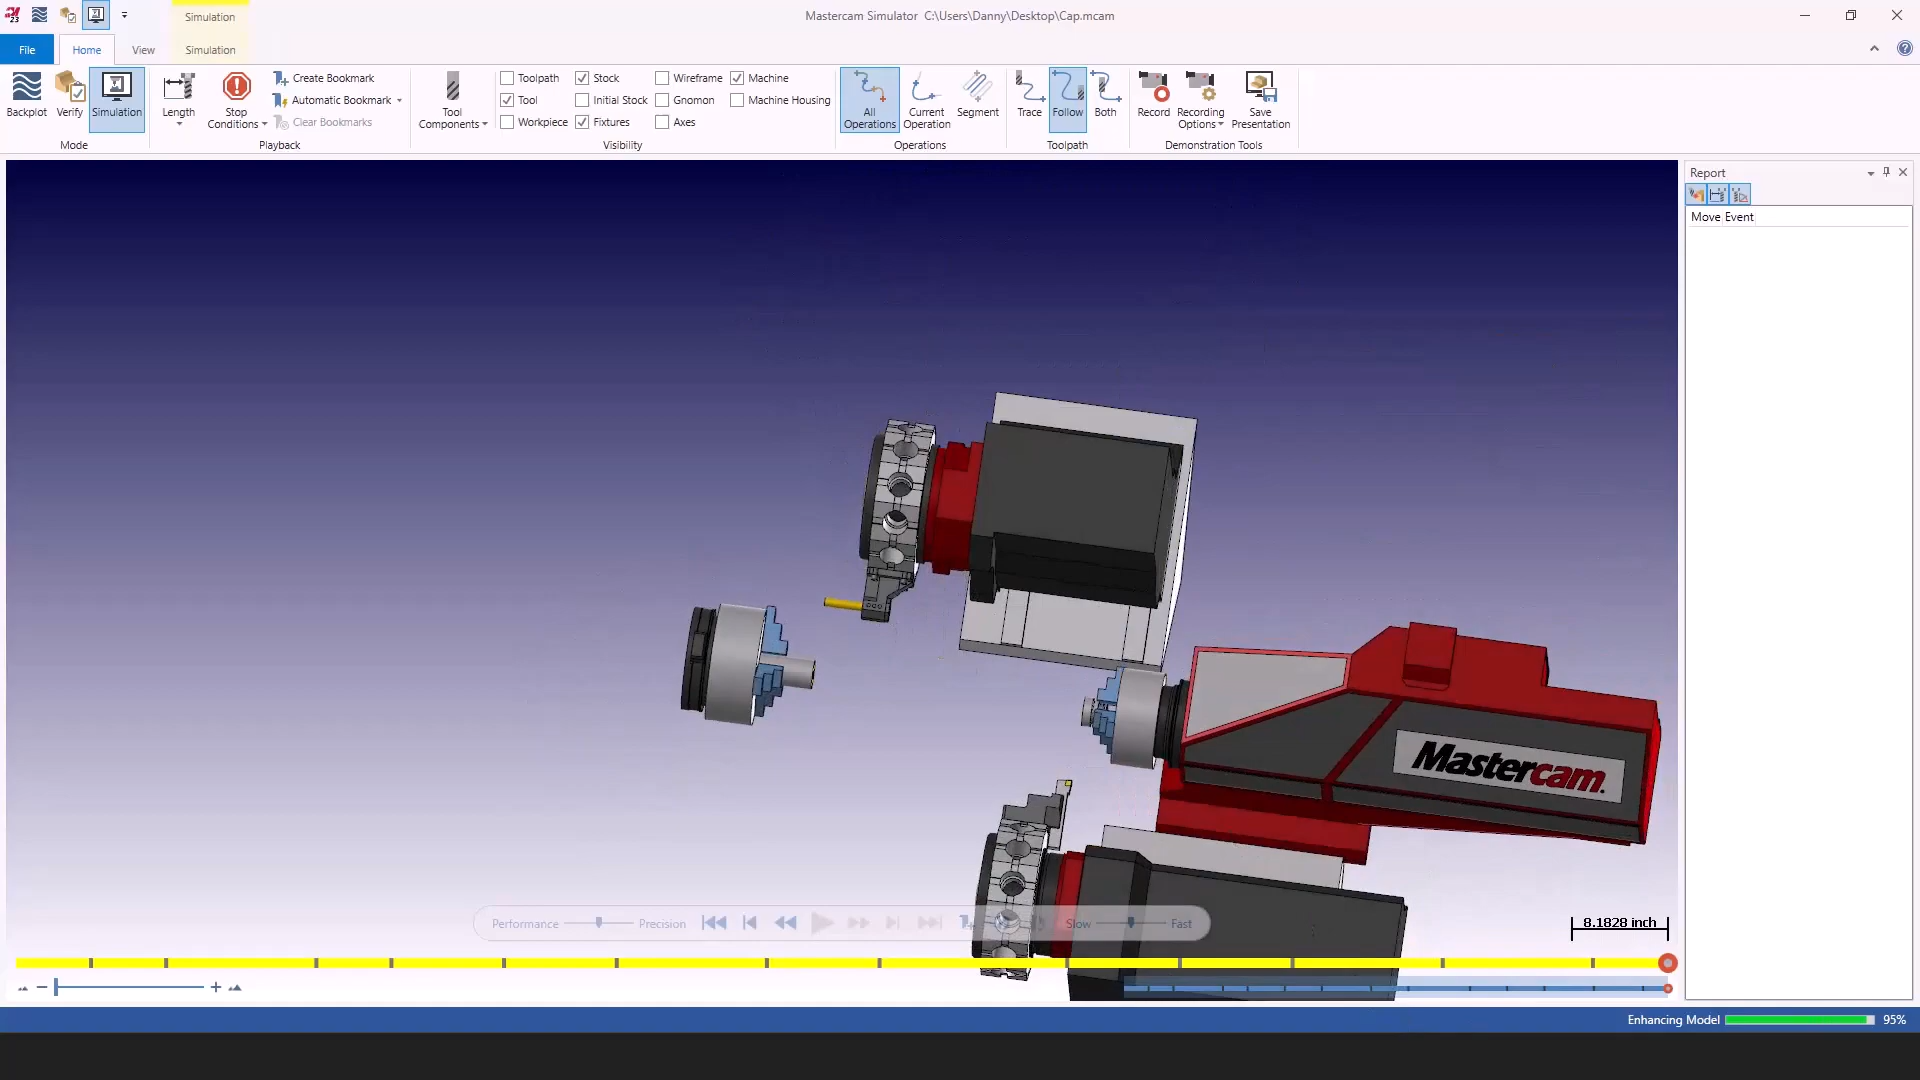 Simulation
Mastercam Simulator C:\Users\Danny\Desktop\Cap.mcam
File
Home
View
Simulation
Backplot
Verify
Simulation
Mode
Length
Stop Conditions
Create Bookmark
Automatic Bookmark
Clear Bookmarks
Playback
Tool Components
Toolpath
Stock
Wireframe
Machine
Tool
Initial Stock
Gnomon
Machine Housing
Workpiece
Fixtures
Axes
Visibility
All Operations
Current Operation
Segment
Operations
Trace
Follow
Both
Toolpath
Record
Recording Options
Save Presentation
Demonstration Tools
Report
Move Event
Mastercam.
Performance
Precision
Slow
Fast
8.1828 inch
Enhancing Model
95%